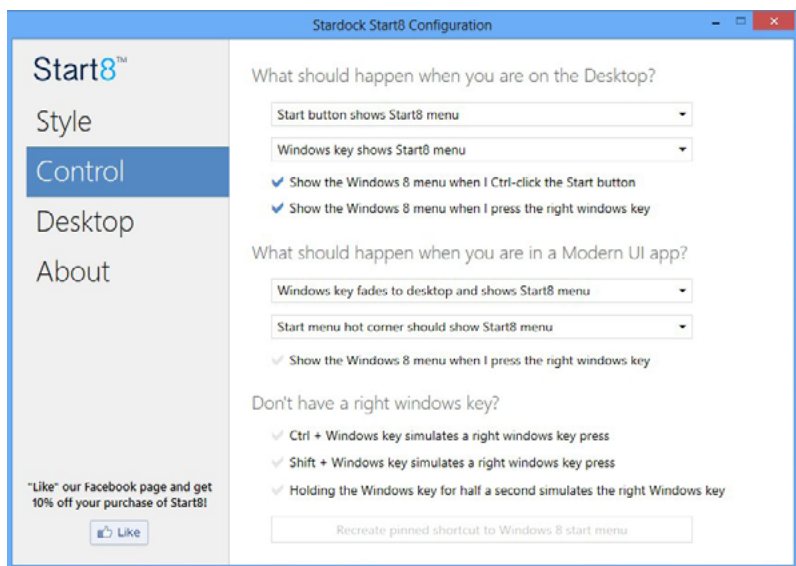 Stardock Start8 Configuration
Start8™
Style
Control
Desktop
About
"Like" our Facebook page and get
10% off your purchase of Start8!
Like
What should happen when you are on the Desktop?
Start button shows Start8 menu
Windows key shows Start8 menu
Show the Windows 8 menu when I Ctrl-click the Start button
Show the Windows 8 menu when I press the right windows key
What should happen when you are in a Modern UI app?
Windows key fades to desktop and shows Start8 menu
Start menu hot corner should show Start8 menu
Show the Windows 8 menu when I press the right windows key
Don't have a right windows key?
Ctrl + Windows key simulates a right windows key press
Shift + Windows key simulates a right windows key press
Holding the Windows key for half a second simulates the right Windows key
Recreate pinned shortcut to Windows 8 start menu